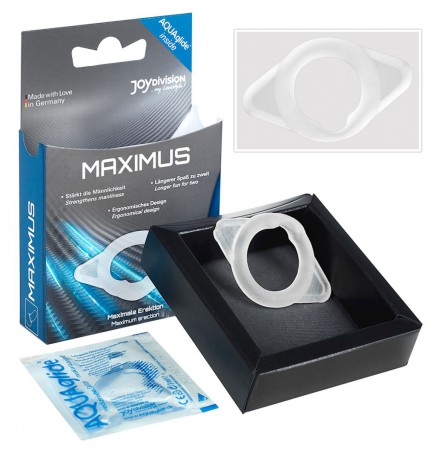 AQUAglide
inside
Made with Love
in Germany
JOYDIVISION
my lovestyle!
MAXIMUS
• Stärkt die Männlichkeit
Strengthens manliness
• Längerer Spaß zu zweit
Longer fun for two
• Ergonomisches Design
Ergonomical design
MAXIMUS
Maximale Erektion
Maximum erection
AQUAglide